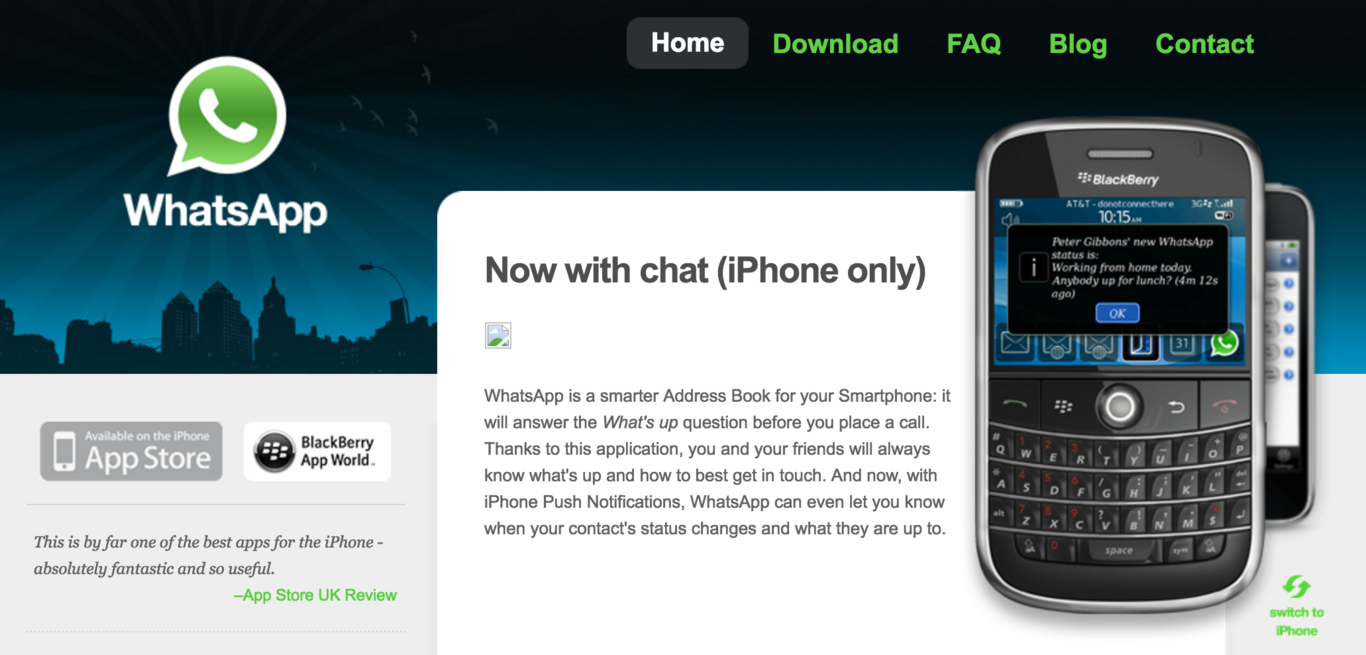 Home
Download
FAQ
Blog
Contact
WhatsApp
Available on the iPhone
App Store
BlackBerry
App World™
This is by far one of the best apps for the iPhone -
absolutely fantastic and so useful.
–App Store UK Review
Now with chat (iPhone only)
WhatsApp is a smarter Address Book for your Smartphone: it
will answer the What's up question before you place a call.
Thanks to this application, you and your friends will always
know what's up and how to best get in touch. And now, with
iPhone Push Notifications, WhatsApp can even let you know
when your contact's status changes and what they are up to.
BlackBerry
AT&T - donotconnecthere
3G
10:15 AM
Peter Gibbons' new WhatsApp
status is:
Working from home today.
Anybody up for lunch? (4m 12s
ago)
OK
31
Q W E R T Y U I O P
A S D F G H J K L
alt Z X C V B N M $
0 space sym
switch to
iPhone